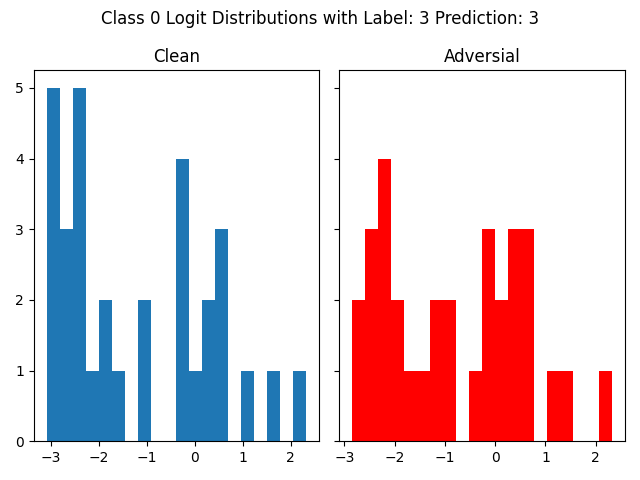 Class 0 Logit Distributions with Label: 3 Prediction: 3
Clean
Adversial
5
4
3
2
1
0
−3 −2 −1 0 1 2
−3 −2 −1 0 1 2